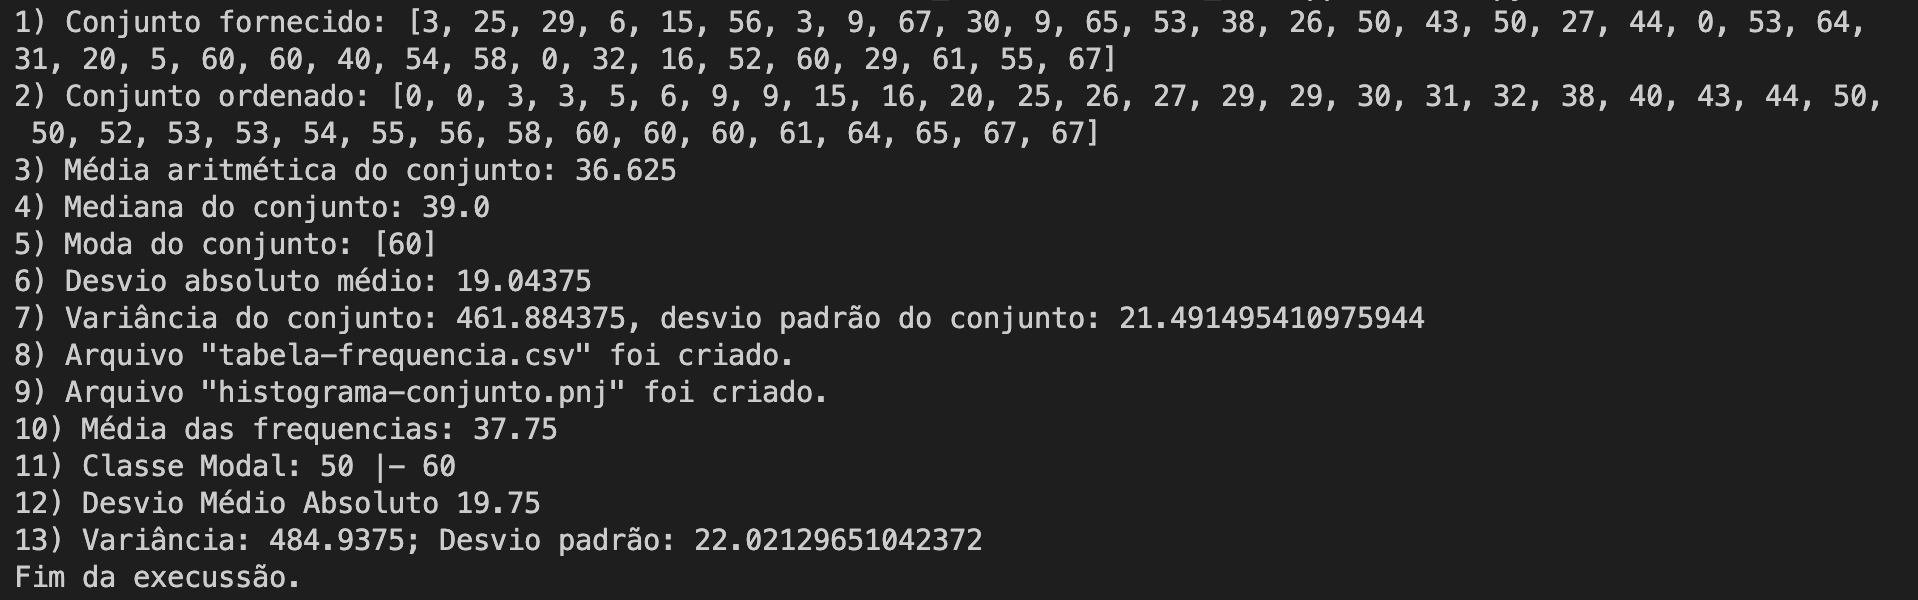 1) Conjunto fornecido: [3, 25, 29, 6, 15, 56, 3, 9, 67, 30, 9, 65, 53, 38, 26, 50, 43, 50, 27, 44, 0, 53, 64,
31, 20, 5, 60, 60, 40, 54, 58, 0, 32, 16, 52, 60, 29, 61, 55, 67]
2) Conjunto ordenado: [0, 0, 3, 3, 5, 6, 9, 9, 15, 16, 20, 25, 26, 27, 29, 29, 30, 31, 32, 38, 40, 43, 44, 50,
50, 52, 53, 53, 54, 55, 56, 58, 60, 60, 60, 61, 64, 65, 67, 67]
3) Média aritmética do conjunto: 36.625
4) Mediana do conjunto: 39.0
5) Moda do conjunto: [60]
6) Desvio absoluto médio: 19.04375
7) Variância do conjunto: 461.884375, desvio padrão do conjunto: 21.491495410975944
8) Arquivo "tabela-frequencia.csv" foi criado.
9) Arquivo "histograma-conjunto.pnj" foi criado.
10) Média das frequencias: 37.75
11) Classe Modal: 50 |- 60
12) Desvio Médio Absoluto 19.75
13) Variância: 484.9375; Desvio padrão: 22.02129651042372
Fim da execussão.